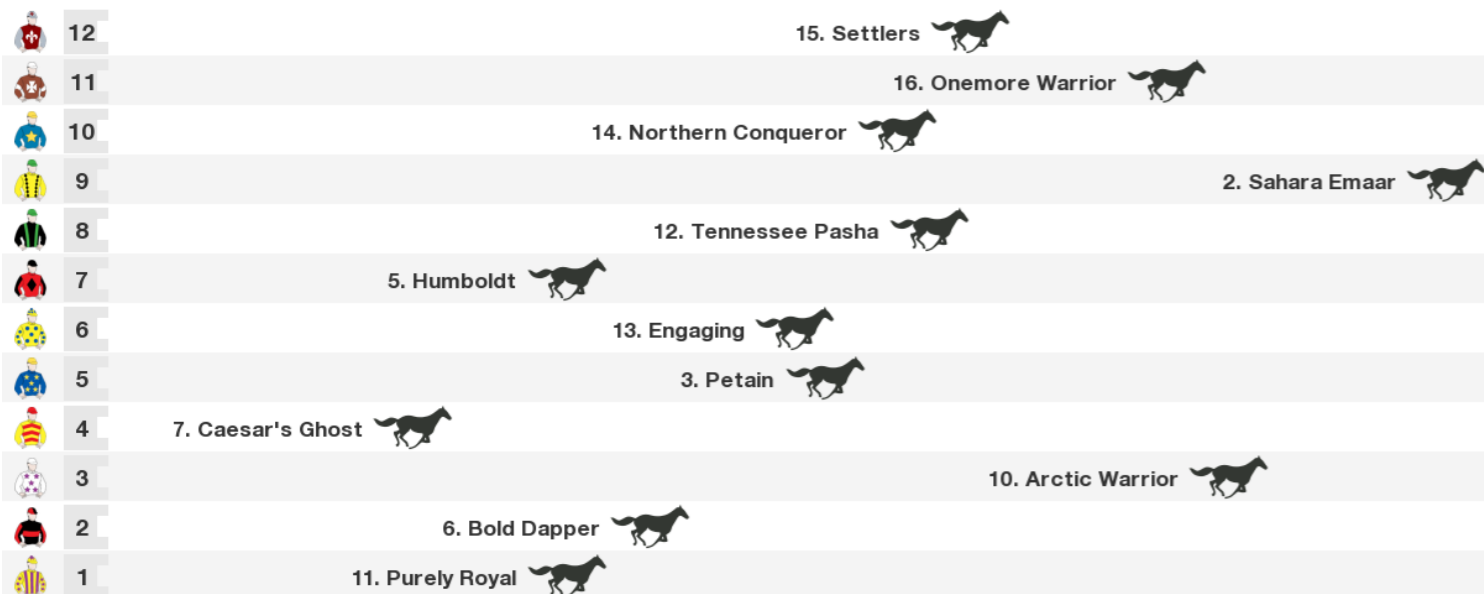 12 15. Settlers
11 16. Onemore Warrior
10 14. Northern Conqueror
9 2. Sahara Emaar
8 12. Tennessee Pasha
7 5. Humboldt
6 13. Engaging
5 3. Petain
4 7. Caesar's Ghost
3 10. Arctic Warrior
2 6. Bold Dapper
1 11. Purely Royal